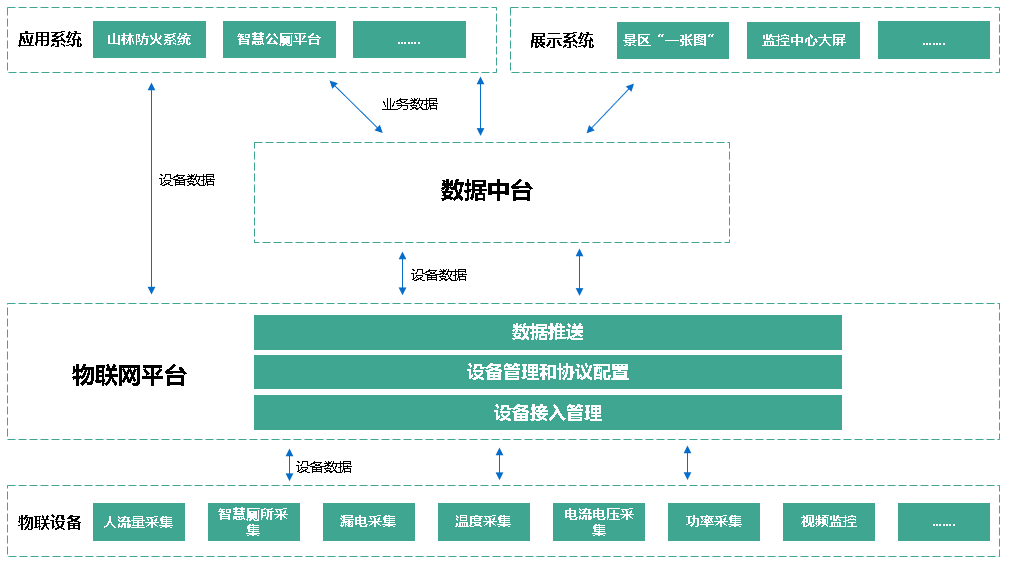 应用系统
山林防火系统
智慧公厕平台
…….
展示系统
景区“一张图”
监控中心大屏
…….
业务数据
设备数据
数据中台
设备数据
物联网平台
数据推送
设备管理和协议配置
设备接入管理
设备数据
物联设备
人流量采集
智慧厕所采
集
漏电采集
温度采集
电流电压采
集
功率采集
视频监控
…….